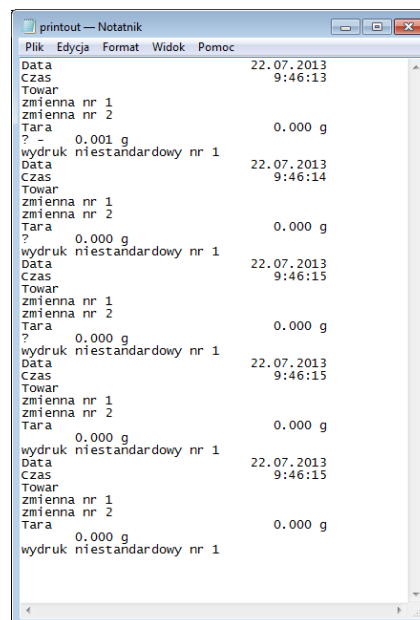 printout — Notatnik
Plik Edycja Format Widok Pomoc
Data 22.07.2013
Czas 9:46:13
Towar
zmienna nr 1
zmienna nr 2
Tara 0.000 g
? - 0.001 g
wydruk niestandardowy nr 1
Data 22.07.2013
Czas 9:46:14
Towar
zmienna nr 1
zmienna nr 2
Tara 0.000 g
? 0.000 g
wydruk niestandardowy nr 1
Data 22.07.2013
Czas 9:46:15
Towar
zmienna nr 1
zmienna nr 2
Tara 0.000 g
? 0.000 g
wydruk niestandardowy nr 1
Data 22.07.2013
Czas 9:46:15
Towar
zmienna nr 1
zmienna nr 2
Tara 0.000 g
0.000 g
wydruk niestandardowy nr 1
Data 22.07.2013
Czas 9:46:15
Towar
zmienna nr 1
zmienna nr 2
Tara 0.000 g
0.000 g
wydruk niestandardowy nr 1